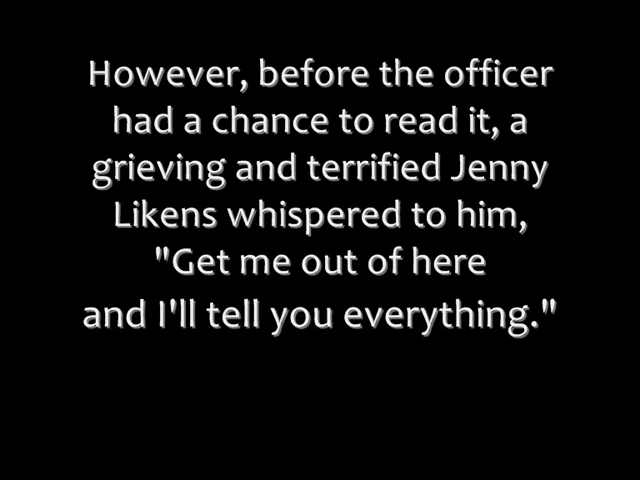 However, before the officer
had a chance to read it, a
grieving and terrified Jenny
Likens whispered to him,
"Get me out of here
and I'll tell you everything."